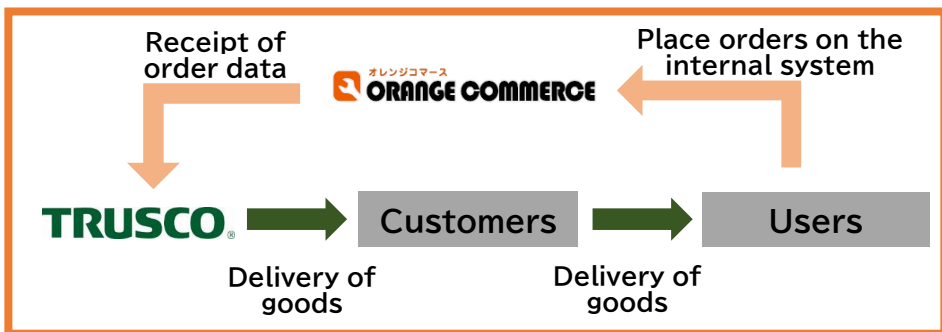 Receipt of
order data
オレンジコマース
ORANGE COMMERCE
Place orders on the
internal system
TRUSCO®
Customers
Users
Delivery of
goods
Delivery of
goods